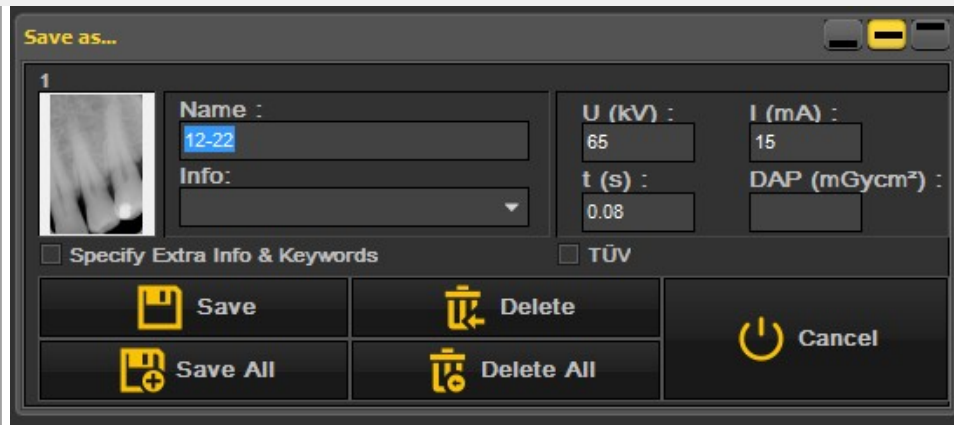 Save as...
1
Name :
12-22
Info:
U (kV) :
65
I (mA) :
15
t (s) :
0.08
DAP (mGycm²) :
Specify Extra Info & Keywords
TÜV
Save
Delete
Cancel
Save All
Delete All